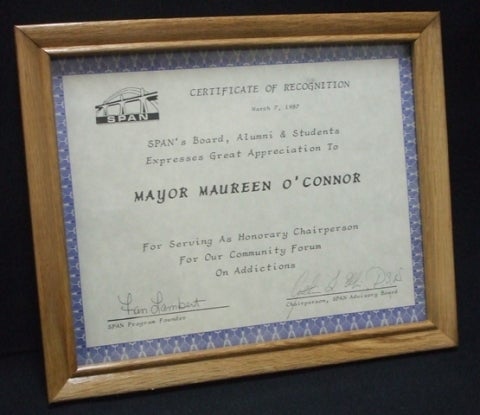 CERTIFICATE OF RECOGNITION
March 7, 1987
SPAN
SPAN's Board, Alumni & Students
Expresses Great Appreciation To
MAYOR MAUREEN O'CONNOR
For Serving As Honorary Chairperson
For Our Community Forum
On Addictions
Fan Lambert
SPAN Program Founder
Chairperson, SPAN Advisory Board